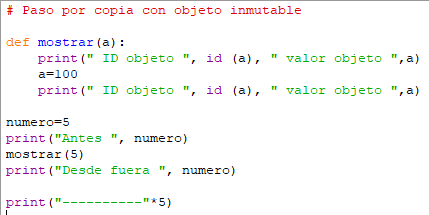 # Paso por copia con objeto inmutable
def mostrar(a):
    print(" ID objeto ", id (a), " valor objeto ",a)
    a=100
    print(" ID objeto ", id (a), " valor objeto ",a)
numero=5
print("Antes ", numero)
mostrar(5)
print("Desde fuera ", numero)
print("----------"*5)